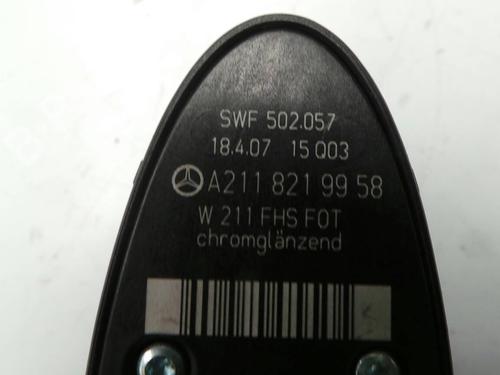 SWF 502.057
18.4.07 15 Q03
A211 821 99 58
W 211 FHS FOT
chromglänzend